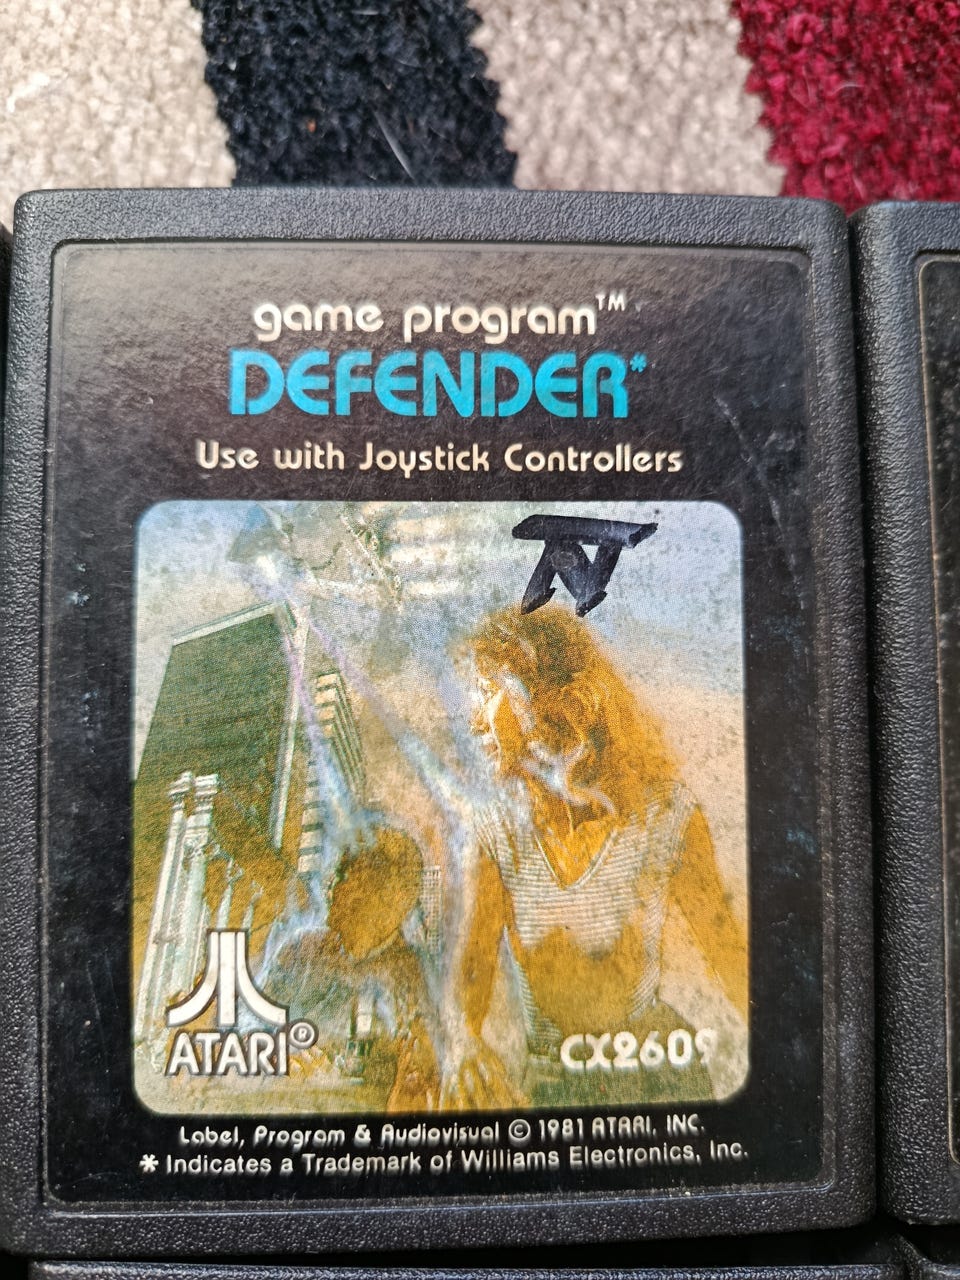 game program™
DEFENDER*
Use with Joystick Controllers
ATARI®
CX2609
Label, Program & Audiovisual © 1981 ATARI, INC.
* Indicates a Trademark of Williams Electronics, Inc.